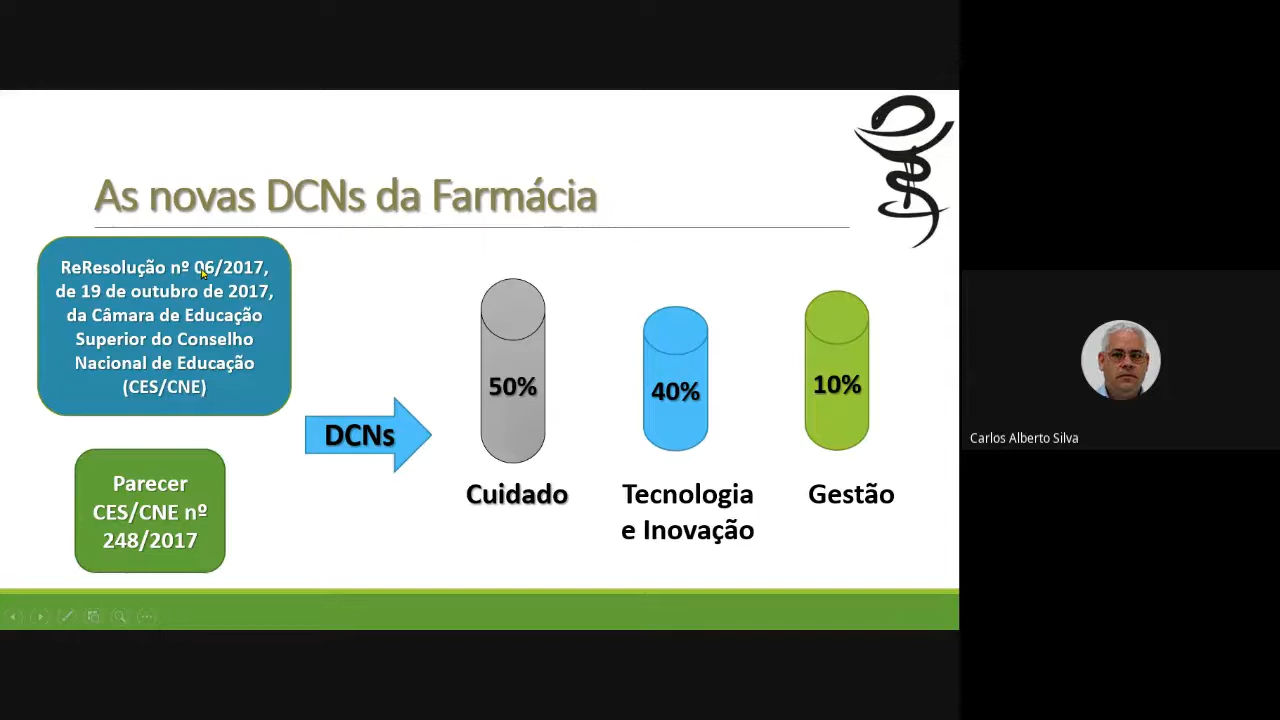 As novas DCNs da Farmácia
ReResolução nº 06/2017,
de 19 de outubro de 2017,
da Câmara de Educação
Superior do Conselho
Nacional de Educação
(CES/CNE)
DCNs
Parecer
CES/CNE nº
248/2017
50%
40%
10%
Cuidado
Tecnologia
e Inovação
Gestão
Carlos Alberto Silva